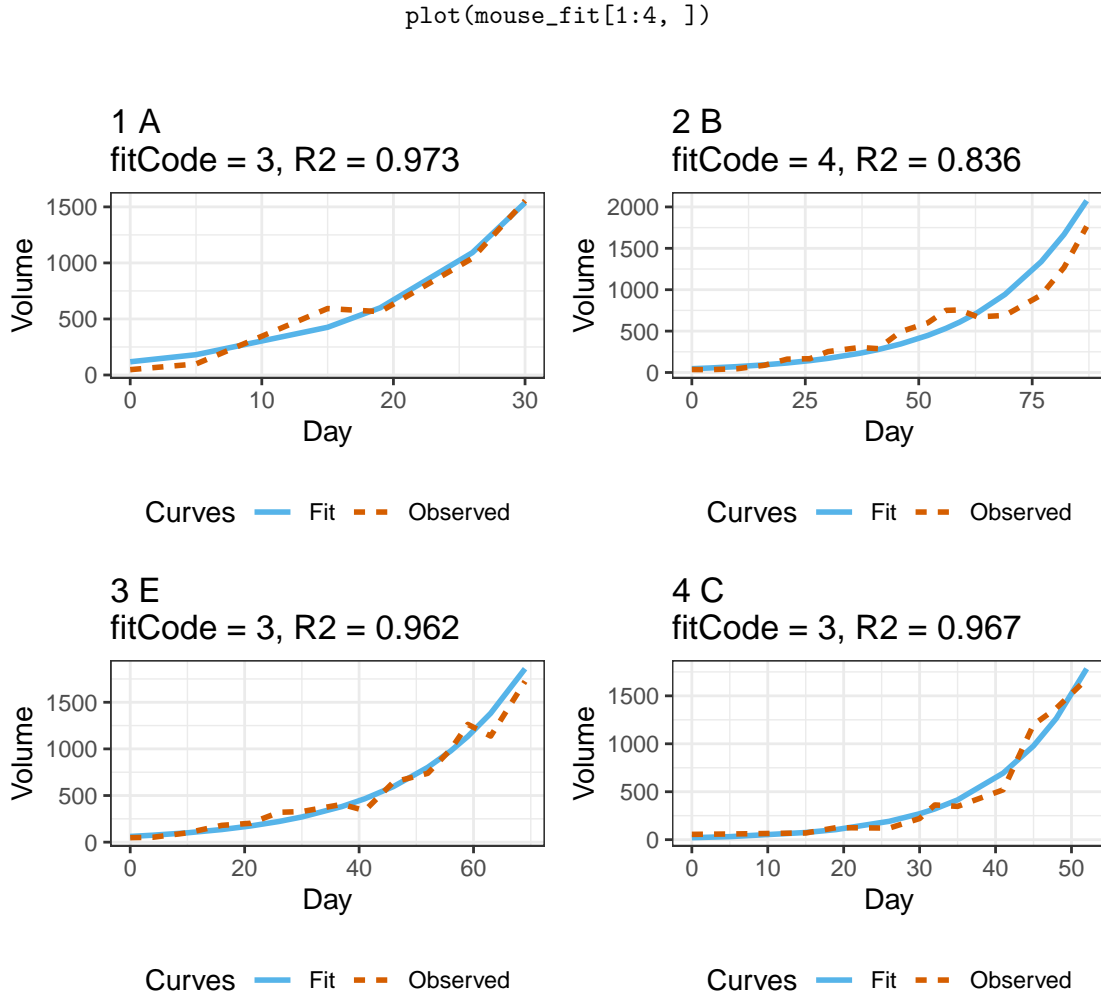 plot(mouse_fit[1:4, ])
1 A
fitCode = 3, R2 = 0.973
Volume
1500
1000
500
0
0 10 20 30
Day
Curves Fit Observed
2 B
fitCode = 4, R2 = 0.836
Volume
2000
1500
1000
500
0
0 25 50 75
Day
Curves Fit Observed
3 E
fitCode = 3, R2 = 0.962
Volume
1500
1000
500
0
0 20 40 60
Day
Curves Fit Observed
4 C
fitCode = 3, R2 = 0.967
Volume
1500
1000
500
0
0 10 20 30 40 50
Day
Curves Fit Observed